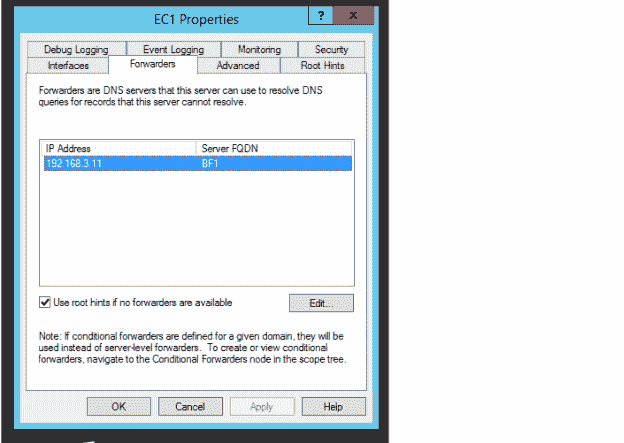 EC1 Properties
? x
Debug Logging Event Logging Monitoring Security
Interfaces Forwarders Advanced Root Hints
Forwarders are DNS servers that this server can use to resolve DNS
queries for records that this server cannot resolve.
IP Address Server FQDN
192.168.3.11 BF1
Use root hints if no forwarders are available
Edit...
Note: If conditional forwarders are defined for a given domain, they will be
used instead of server-level forwarders. To create or view conditional
forwarders, navigate to the Conditional Forwarders node in the scope tree.
OK Cancel Apply Help